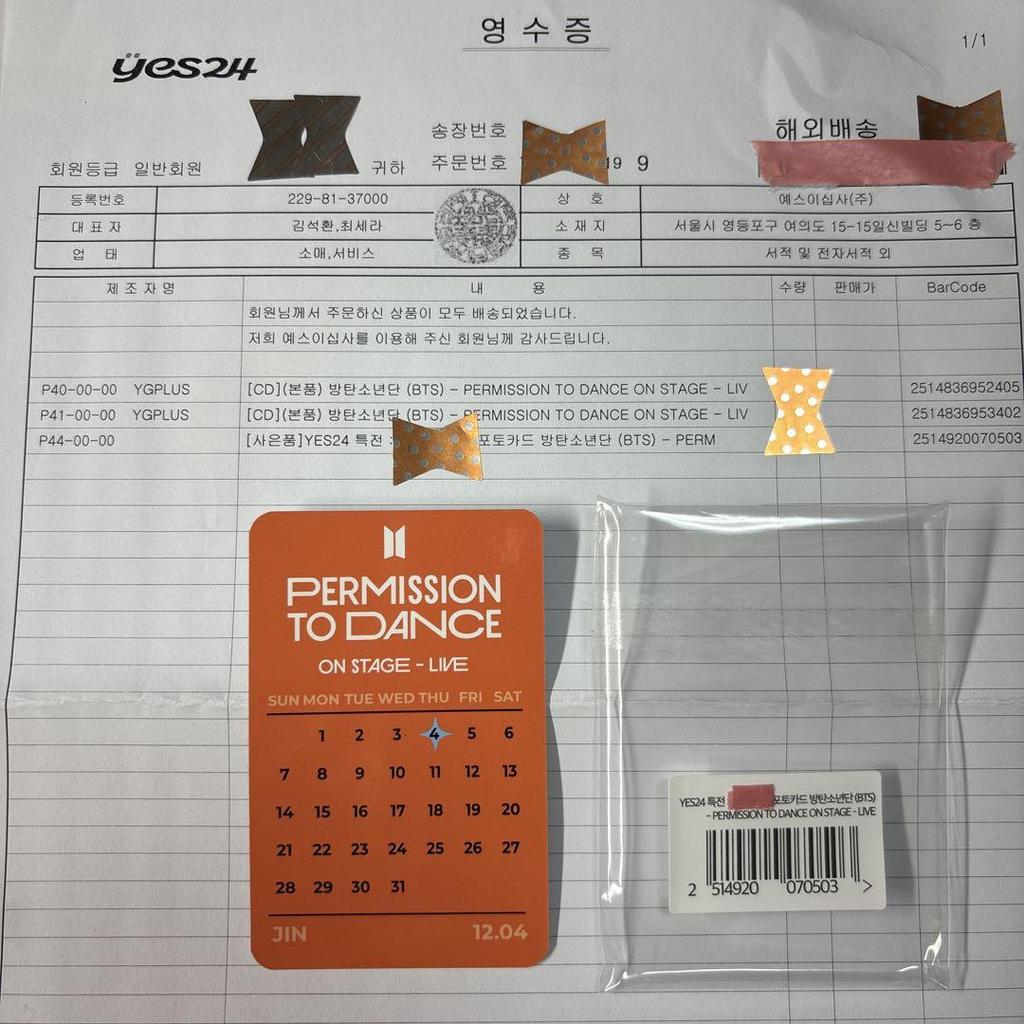 영 수 증
1/1
yes24
송장번호
해외배송
회원등급 일반회원 귀하 주문번호 19 9
등록번호 229-81-37000 상 호 예스이십사(주)
대 표 자 김석환,최세라 소 재 지 서울시 영등포구 여의도 15-15일신빌딩 5~6 층
업 태 소매,서비스 종 목 서적 및 전자서적 외
제 조 자 명 내 용 수량 판매가 BarCode
회원님께서 주문하신 상품이 모두 배송되었습니다.
저희 예스이십사를 이용해 주신 회원님께 감사드립니다.
P40-00-00 YGPLUS [CD](본품) 방탄소년단 (BTS) - PERMISSION TO DANCE ON STAGE - LIV 2514836952405
P41-00-00 YGPLUS [CD](본품) 방탄소년단 (BTS) - PERMISSION TO DANCE ON STAGE - LIV 2514836953402
P44-00-00 [사은품]YES24 특전 : 포토카드 방탄소년단 (BTS) - PERM 2514920070503
PERMISSION
TO DANCE
ON STAGE - LIVE
SUN MON TUE WED THU FRI SAT
1 2 3 4 5 6
7 8 9 10 11 12 13
14 15 16 17 18 19 20
21 22 23 24 25 26 27
28 29 30 31
JIN 12.04
YES24 특전 포토카드 방탄소년단 (BTS)
- PERMISSION TO DANCE ON STAGE - LIVE
2 514920 070503 >